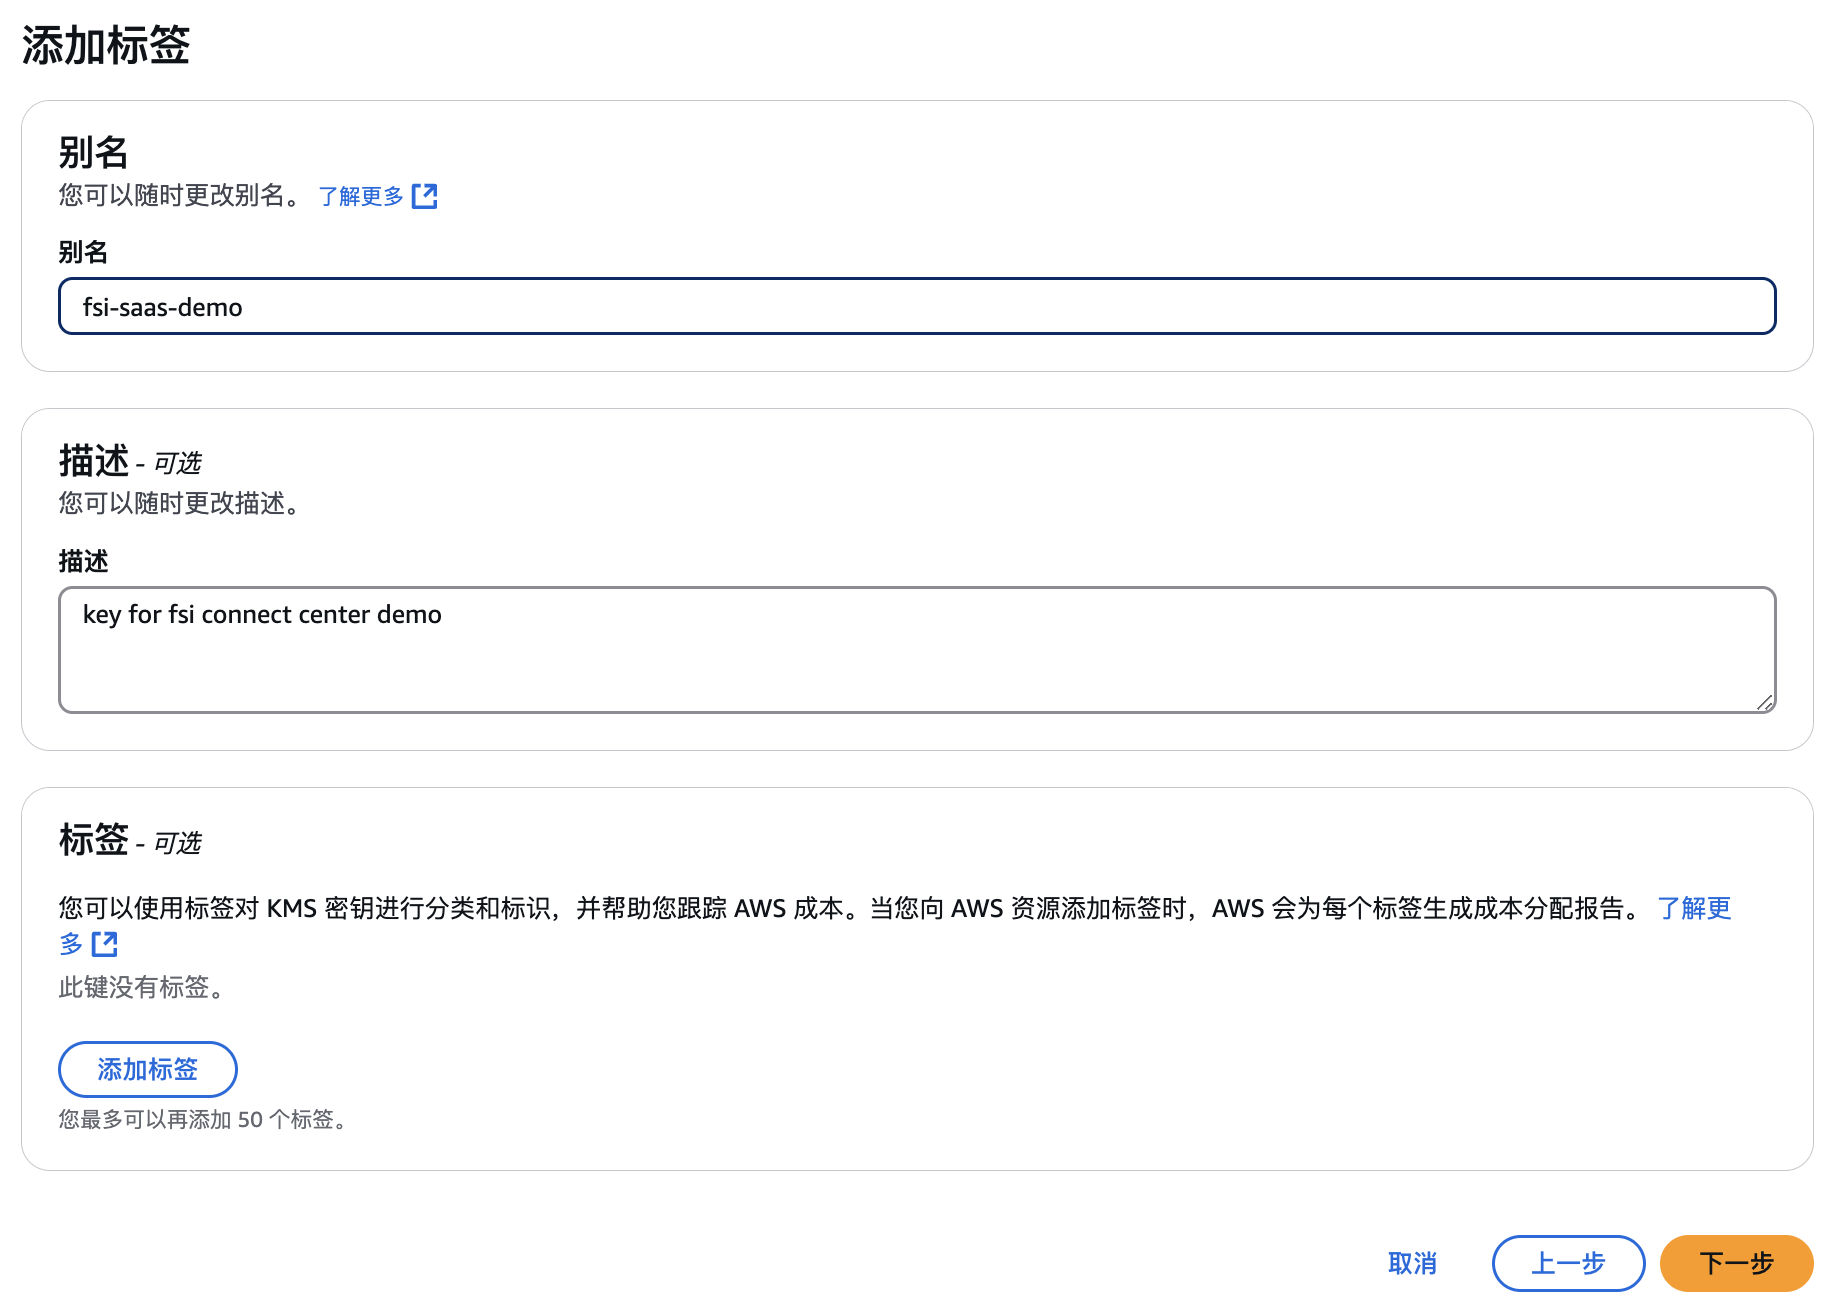 添加标签
别名
您可以随时更改别名。 了解更多
别名
fsi-saas-demo
描述 - 可选
您可以随时更改描述。
描述
key for fsi connect center demo
标签 - 可选
您可以使用标签对 KMS 密钥进行分类和标识，并帮助您跟踪 AWS 成本。当您向 AWS 资源添加标签时，AWS 会为每个标签生成成本分配报告。 了解更
多
此键没有标签。
添加标签
您最多可以再添加 50 个标签。
取消 上一步 下一步